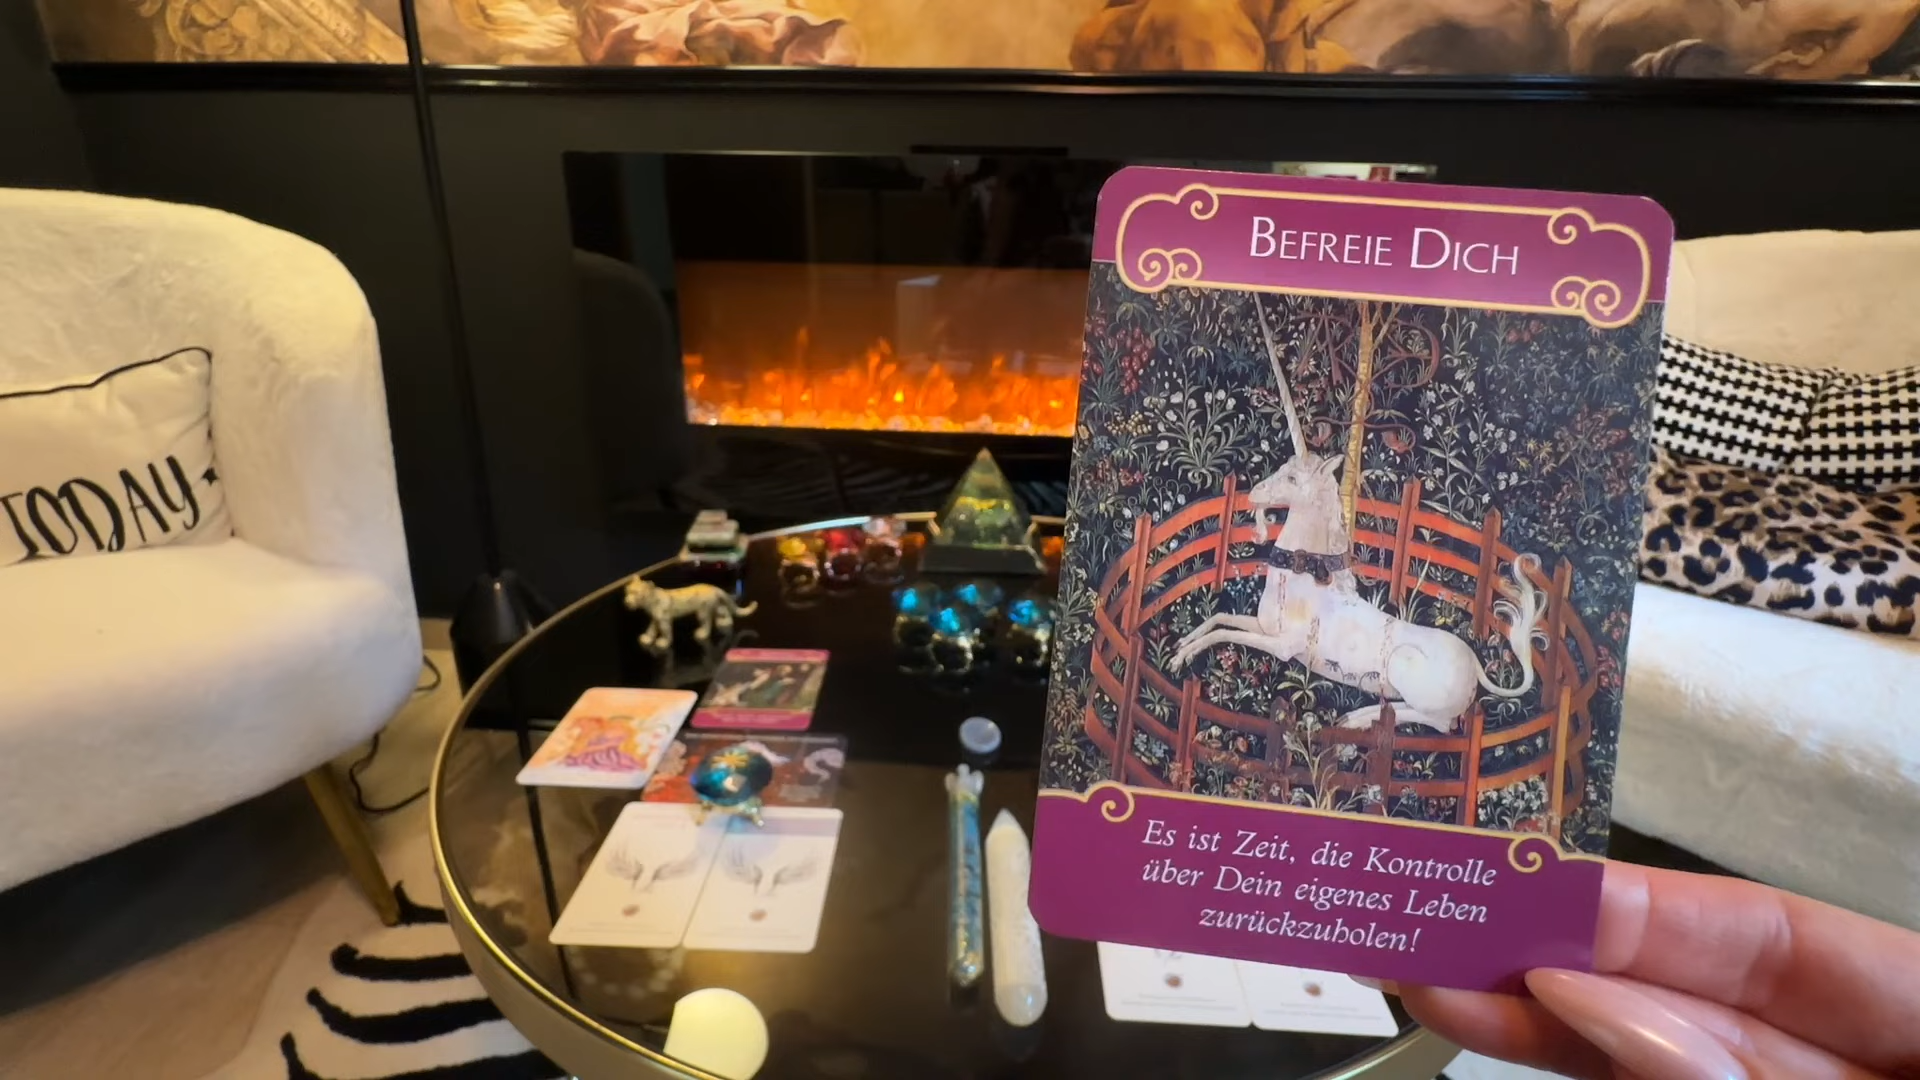 Befreie Dich
TODAY
Es ist Zeit, die Kontrolle
über Dein eigenes Leben
zurückzuholen!